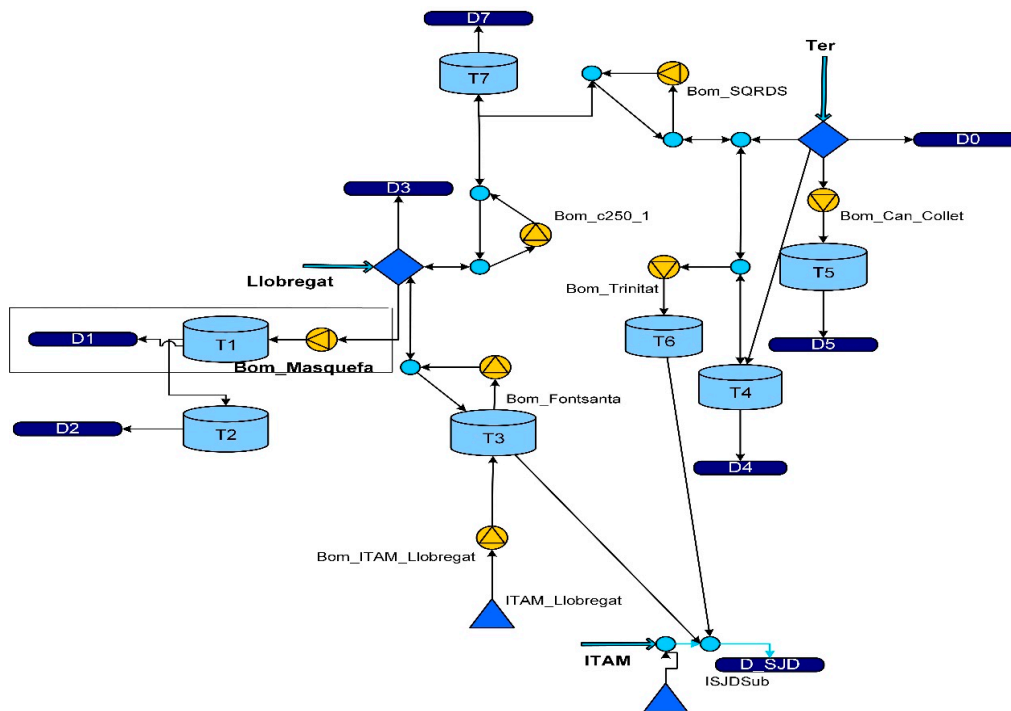 D7
Ter
T7
Bom_SQRDS
D0
D3
Bom_c250_1
Bom_Can_Collet
Llobregat
Bom_Trinitat
T5
D1
T1
T6
D5
Bom_Masquefa
T4
Bom_Fontsanta
D2
T2
T3
D4
Bom_ITAM_Llobregat
ITAM_Llobregat
ITAM
D_SJD
ISJDSub